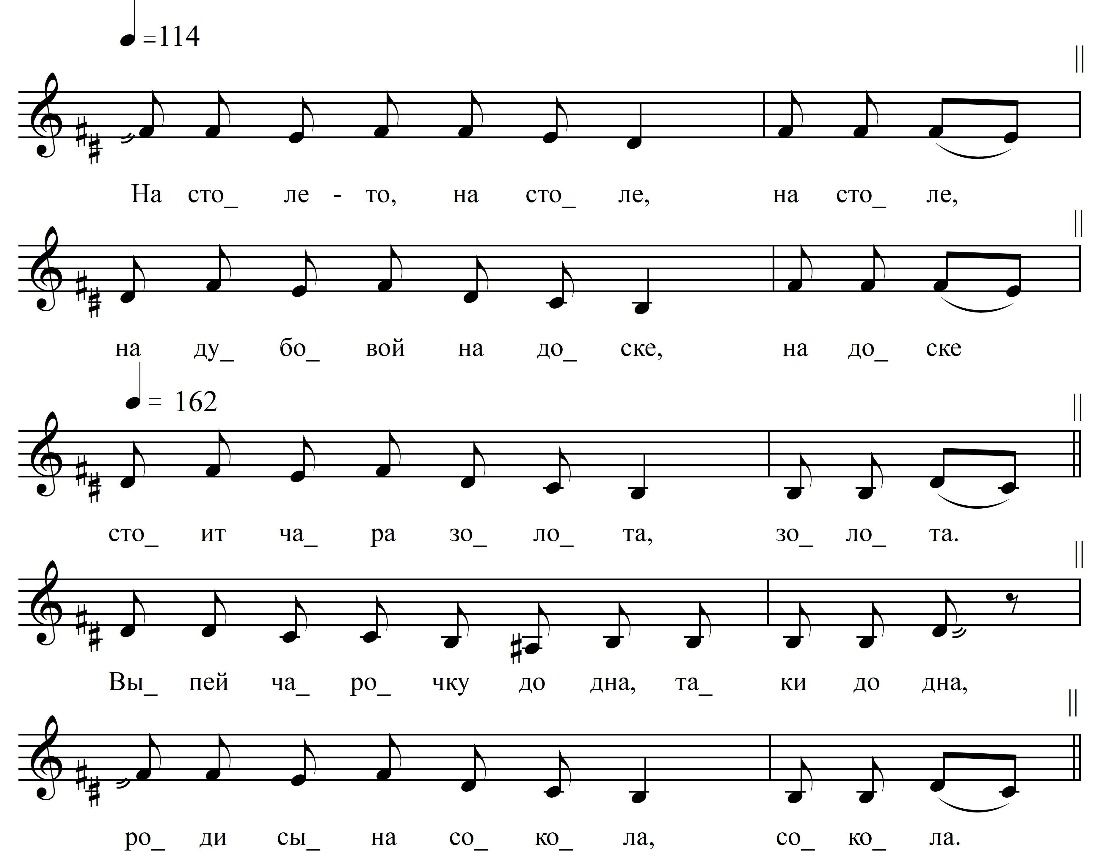 =114
На сто_ ле - то, на сто_ ле, на сто_ ле,
на ду_ бо_ вой на до_ ске, на до_ ске
= 162
сто_ ит ча_ ра зо_ ло_ та, зо_ ло_ та.
Вы_ пей ча_ ро_ чку до дна, та_ ки до дна,
ро_ ди сы_ на со_ ко_ ла, со_ ко_ ла.